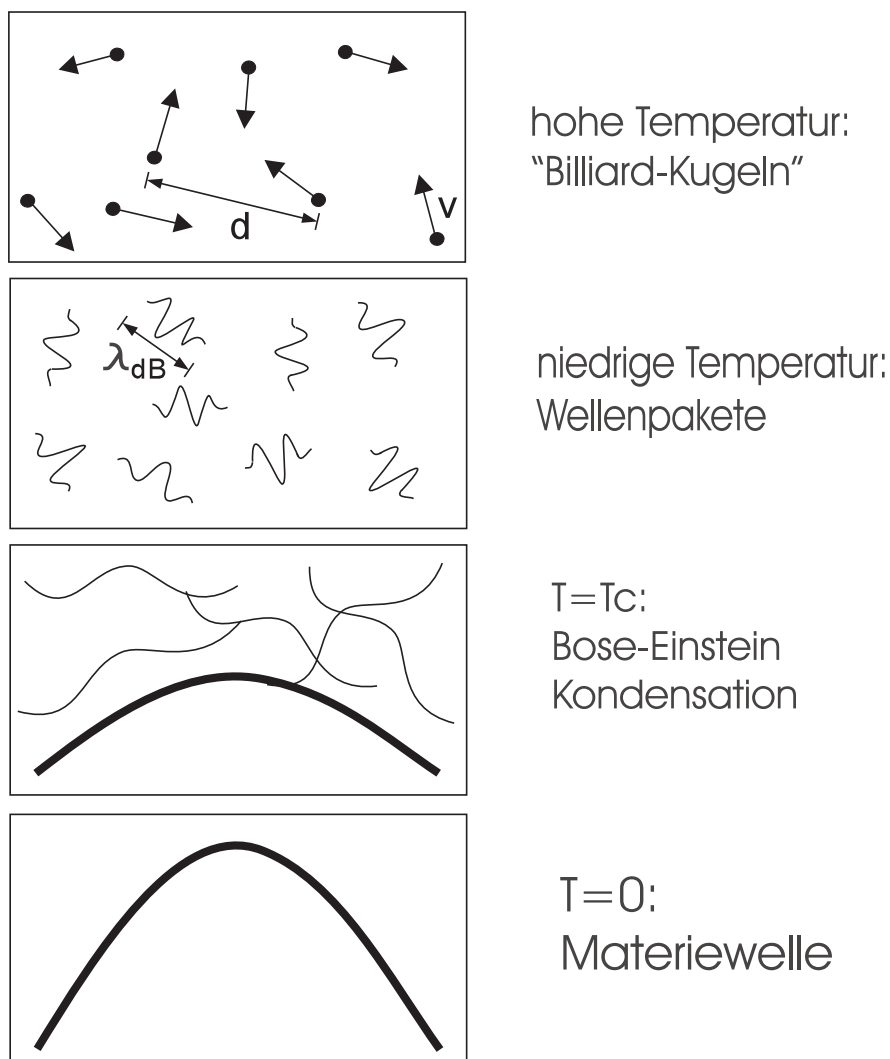 hohe Temperatur:
“Billiard-Kugeln”
d
v
λdB
niedrige Temperatur:
Wellenpakete
T=Tc:
Bose-Einstein
Kondensation
T=0:
Materiewelle